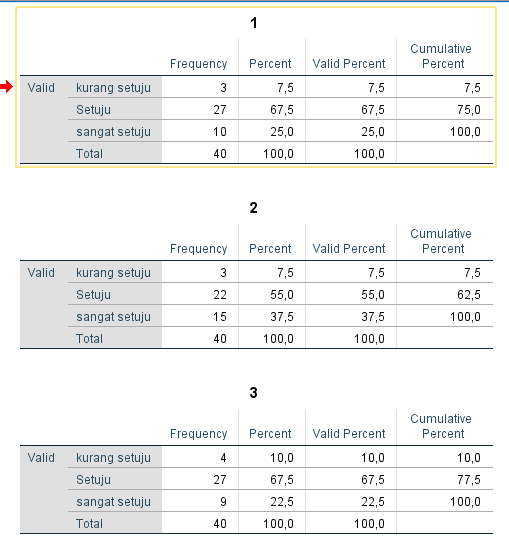 1
Frequency Percent Valid Percent Cumulative Percent
Valid kurang setuju 3 7,5 7,5 7,5
Setuju 27 67,5 67,5 75,0
sangat setuju 10 25,0 25,0 100,0
Total 40 100,0 100,0
2
Frequency Percent Valid Percent Cumulative Percent
Valid kurang setuju 3 7,5 7,5 7,5
Setuju 22 55,0 55,0 62,5
sangat setuju 15 37,5 37,5 100,0
Total 40 100,0 100,0
3
Frequency Percent Valid Percent Cumulative Percent
Valid kurang setuju 4 10,0 10,0 10,0
Setuju 27 67,5 67,5 77,5
sangat setuju 9 22,5 22,5 100,0
Total 40 100,0 100,0